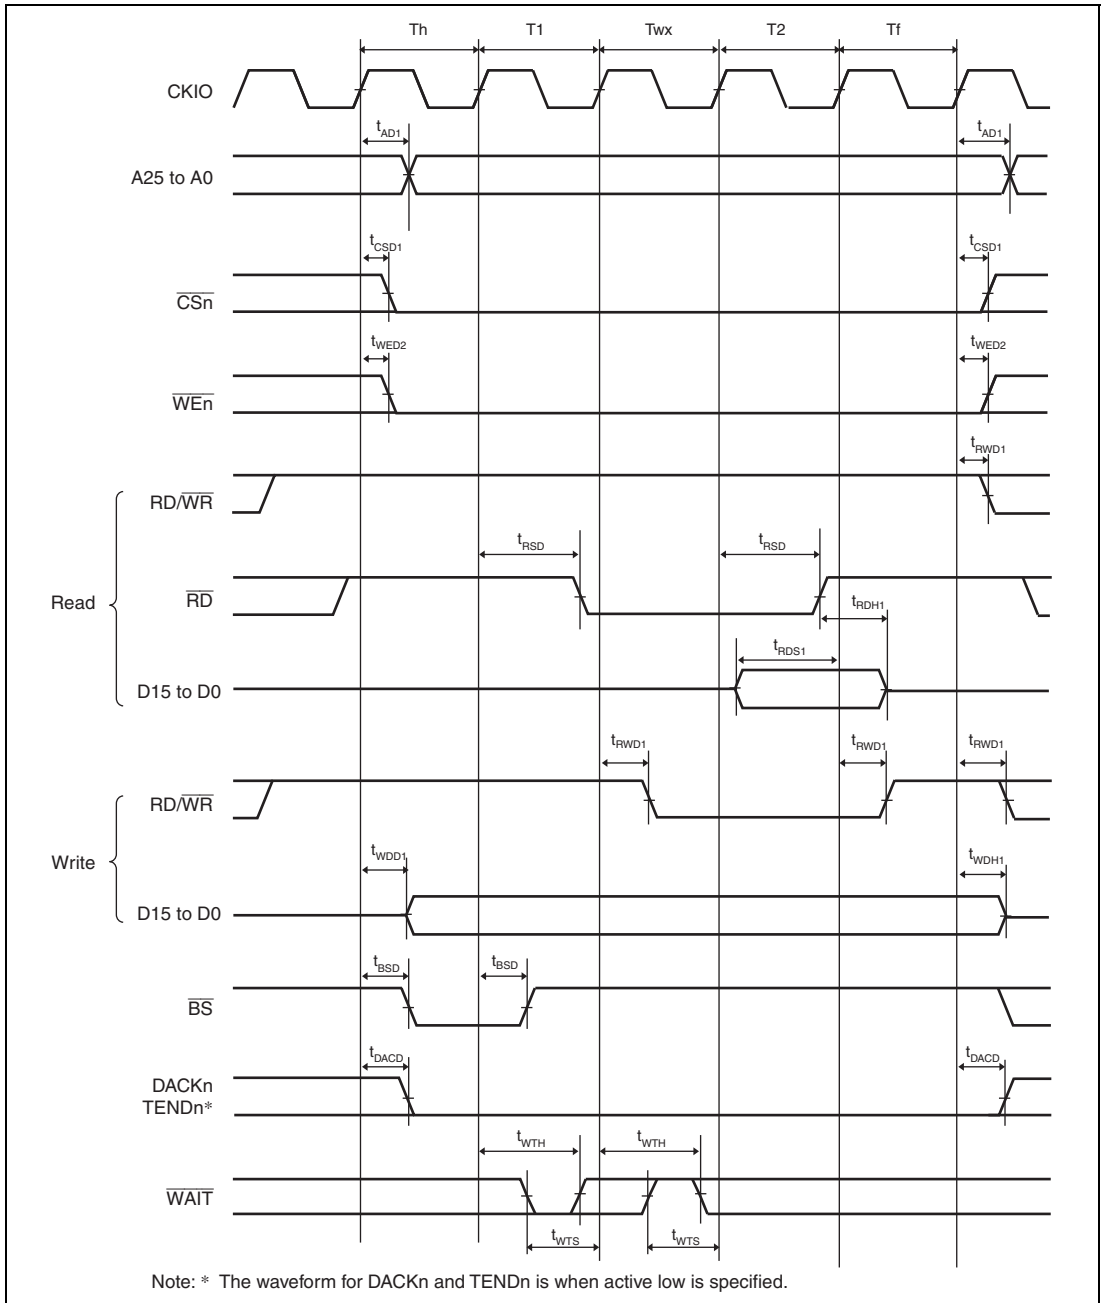 Th T1 Twx T2 Tf
CKIO
tAD1 tAD1
A25 to A0
tCSD1 tCSD1
CSn
tWED2 tWED2
WEn
tRWD1
RD/WR
tRSD tRSD
Read
RD
tRDH1
tRDS1
D15 to D0
tRWD1 tRWD1 tRWD1
RD/WR
Write
tWDD1 tWDH1
D15 to D0
tBSD tBSD
BS
tDACD tDACD
DACKn
TENDn*
tWTH tWTH
WAIT
tWTS tWTS
Note: * The waveform for DACKn and TENDn is when active low is specified.